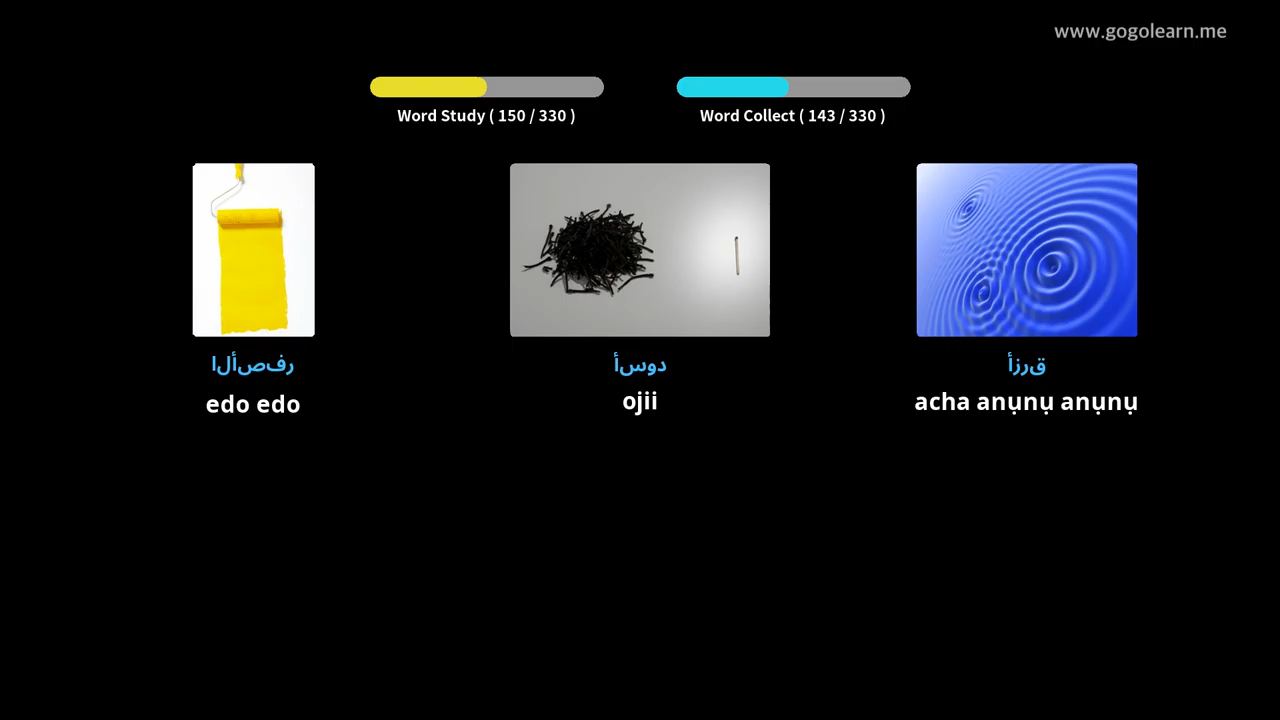 www.gogolearn.me
Word Study ( 150 / 330 )
Word Collect ( 143 / 330 )
الأصفر
edo edo
أسود
ojii
أزرق
acha anụnụ anụnụ